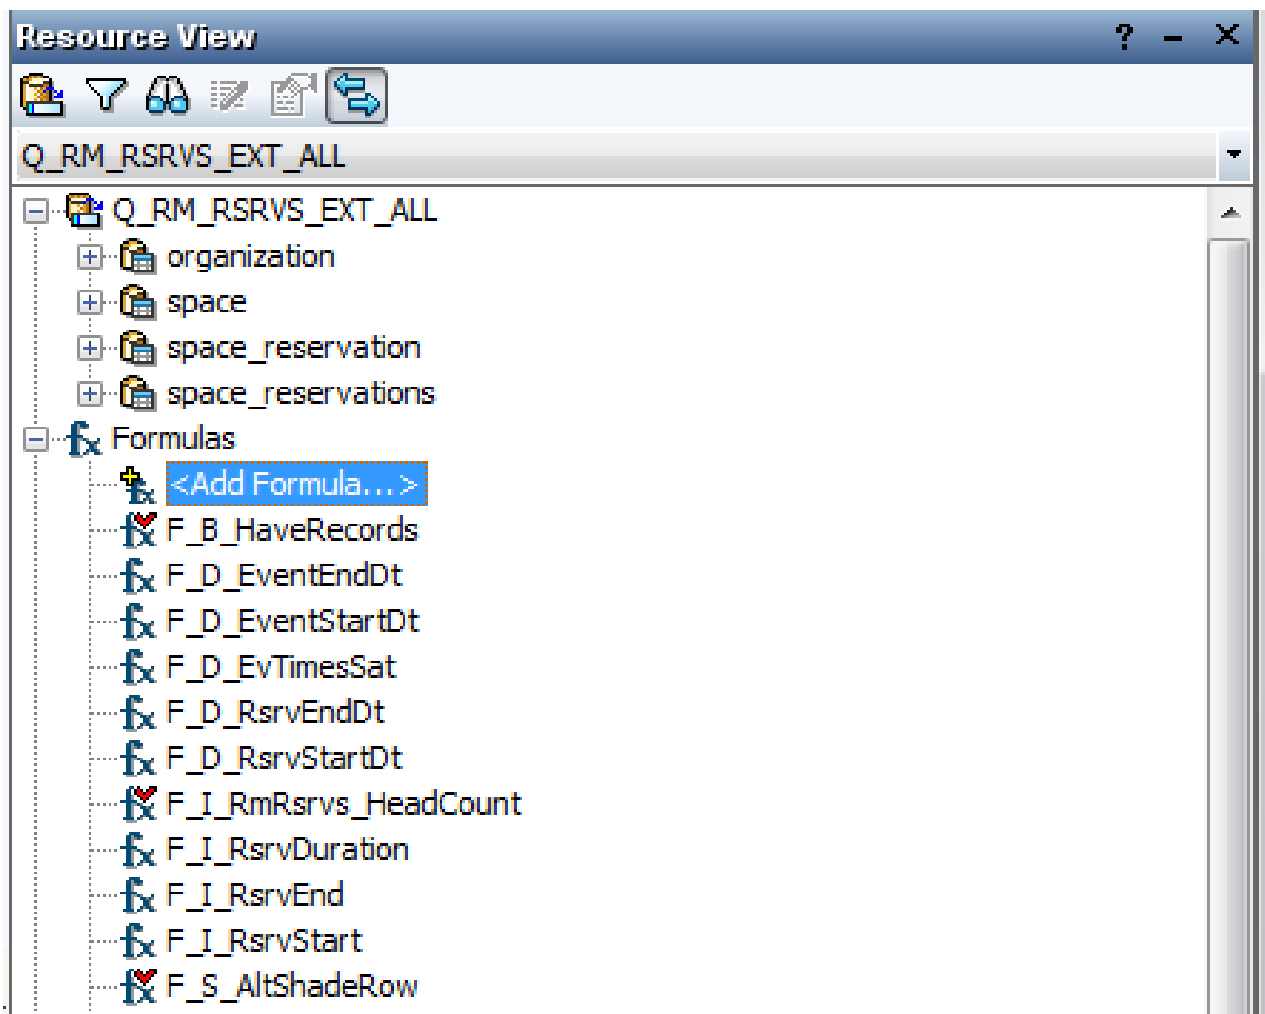 Resource View
Q_RM_RSRVS_EXT_ALL
Q_RM_RSRVS_EXT_ALL
organization
space
space_reservation
space_reservations
Formulas
<Add Formula...>
F_B_HaveRecords
F_D_EventEndDt
F_D_EventStartDt
F_D_EvTimesSat
F_D_RsrvEndDt
F_D_RsrvStartDt
F_I_RmRsrvs_HeadCount
F_I_RsrvDuration
F_I_RsrvEnd
F_I_RsrvStart
F_S_AltShadeRow